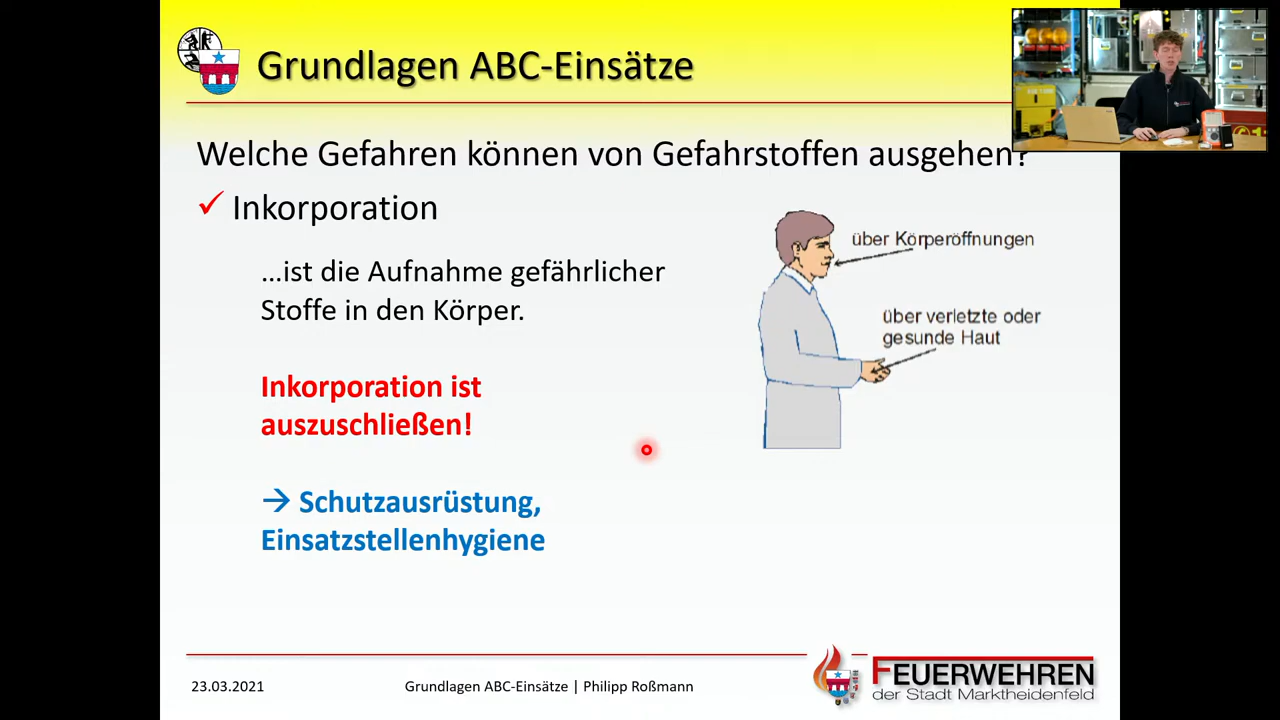 Grundlagen ABC-Einsätze
Welche Gefahren können von Gefahrstoffen ausgehen?
✓ Inkorporation
...ist die Aufnahme gefährlicher
Stoffe in den Körper.
Inkorporation ist
auszuschließen!
→ Schutzausrüstung,
Einsatzstellenhygiene
über Körperöffnungen
über verletzte oder
gesunde Haut
23.03.2021
Grundlagen ABC-Einsätze | Philipp Roßmann
FEUERWEHREN
der Stadt Marktheidenfeld